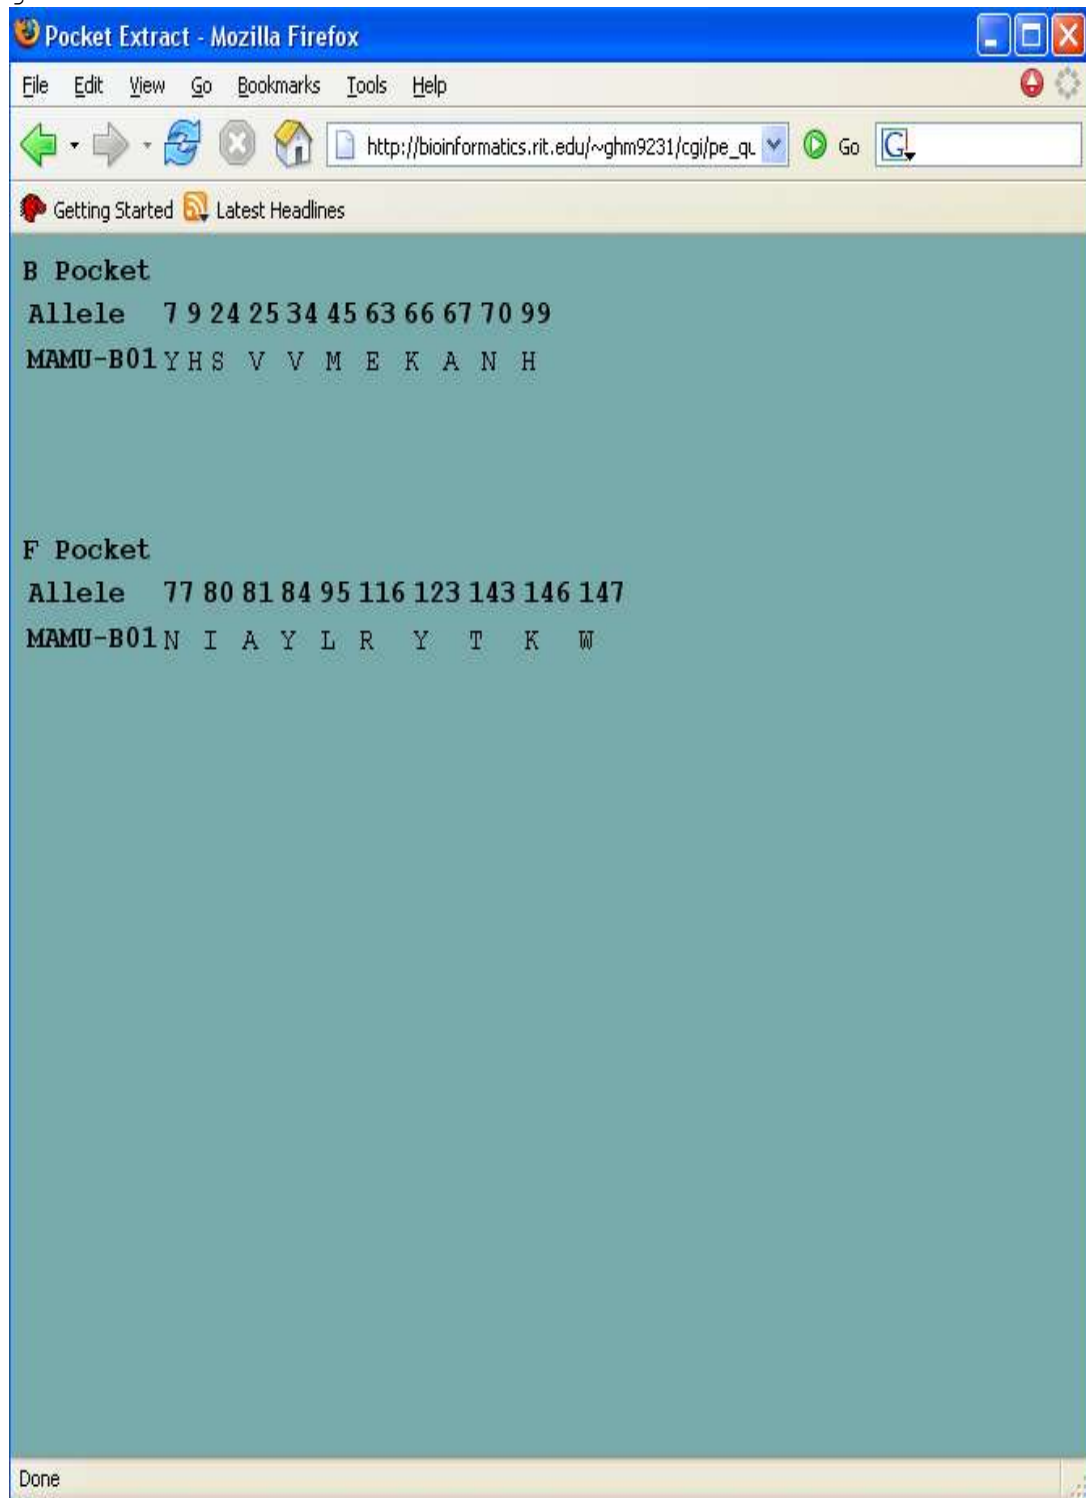 Pocket Extract - Mozilla Firefox
File Edit View Go Bookmarks Tools Help
http://bioinformatics.rit.edu/~ghm9231/cgi/pe_qu Go G
Getting Started Latest Headlines
B Pocket
Allele 7 9 24 25 34 45 63 66 67 70 99
MAMU-B01 Y H S V V M E K A N H
F Pocket
Allele 77 80 81 84 95 116 123 143 146 147
MAMU-B01 N I A Y L R Y T K W
Done